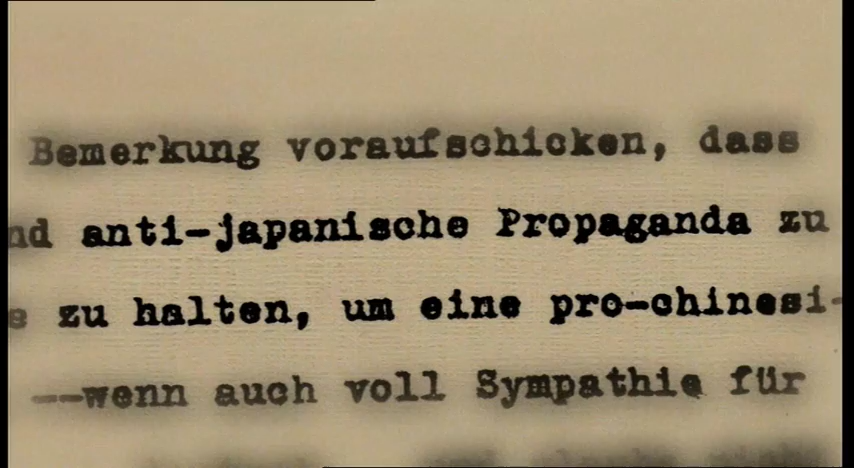 Bemerkung voraufschicken, dass
nd anti-japanische Propaganda zu
e zu halten, um eine pro-chinesi-
--wenn auch voll Sympathie für